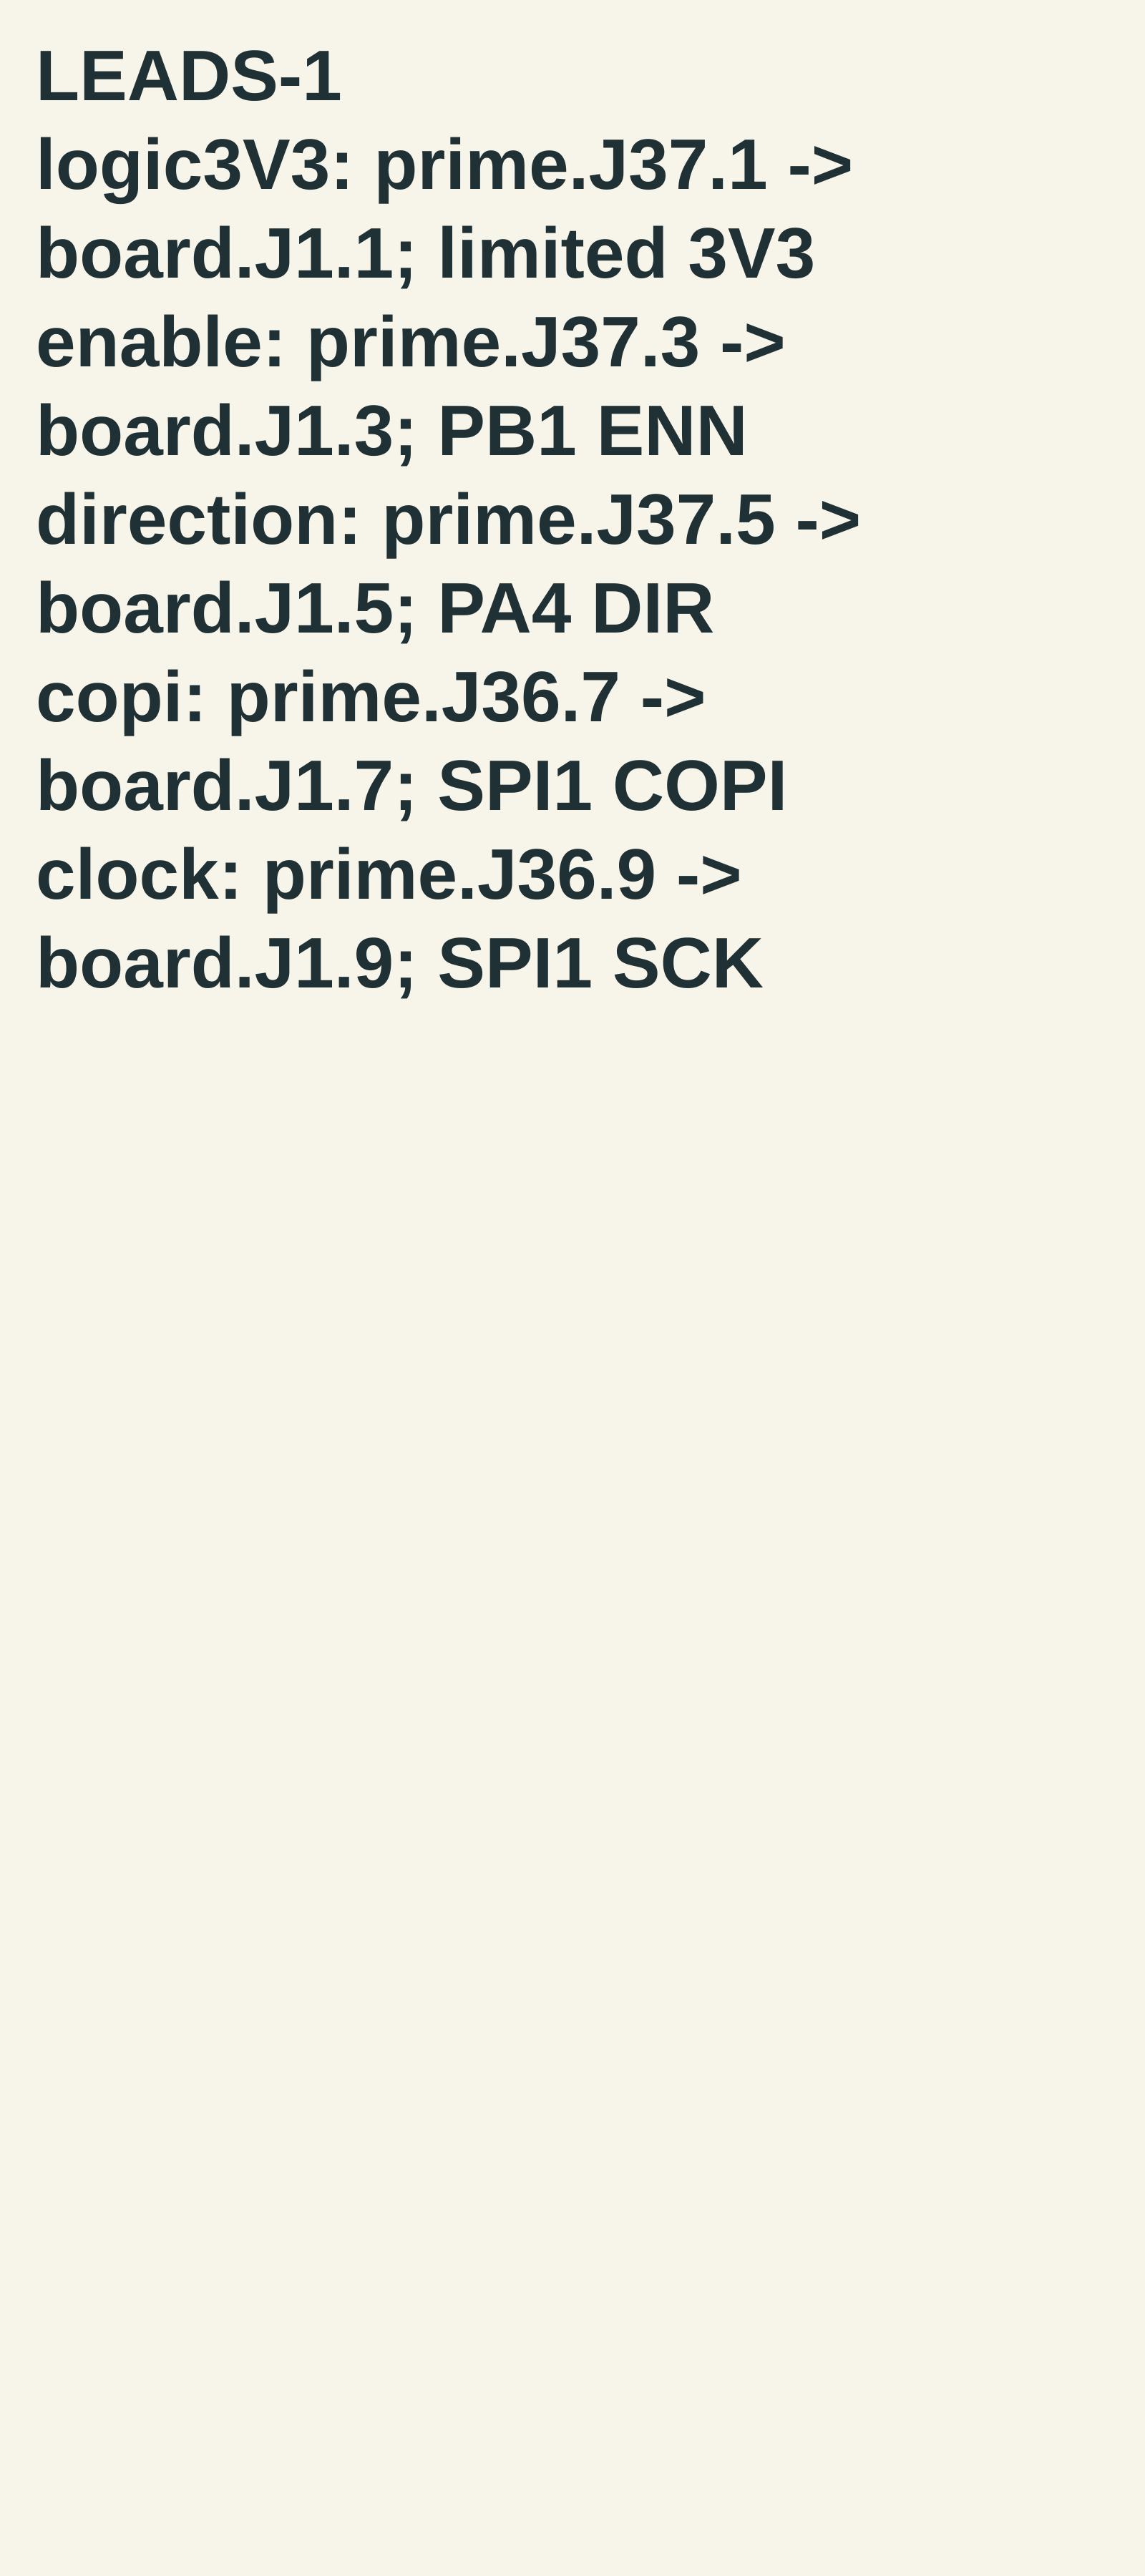 LEADS-1
logic3V3: prime.J37.1 ->
board.J1.1; limited 3V3
enable: prime.J37.3 ->
board.J1.3; PB1 ENN
direction: prime.J37.5 ->
board.J1.5; PA4 DIR
copi: prime.J36.7 ->
board.J1.7; SPI1 COPI
clock: prime.J36.9 ->
board.J1.9; SPI1 SCK